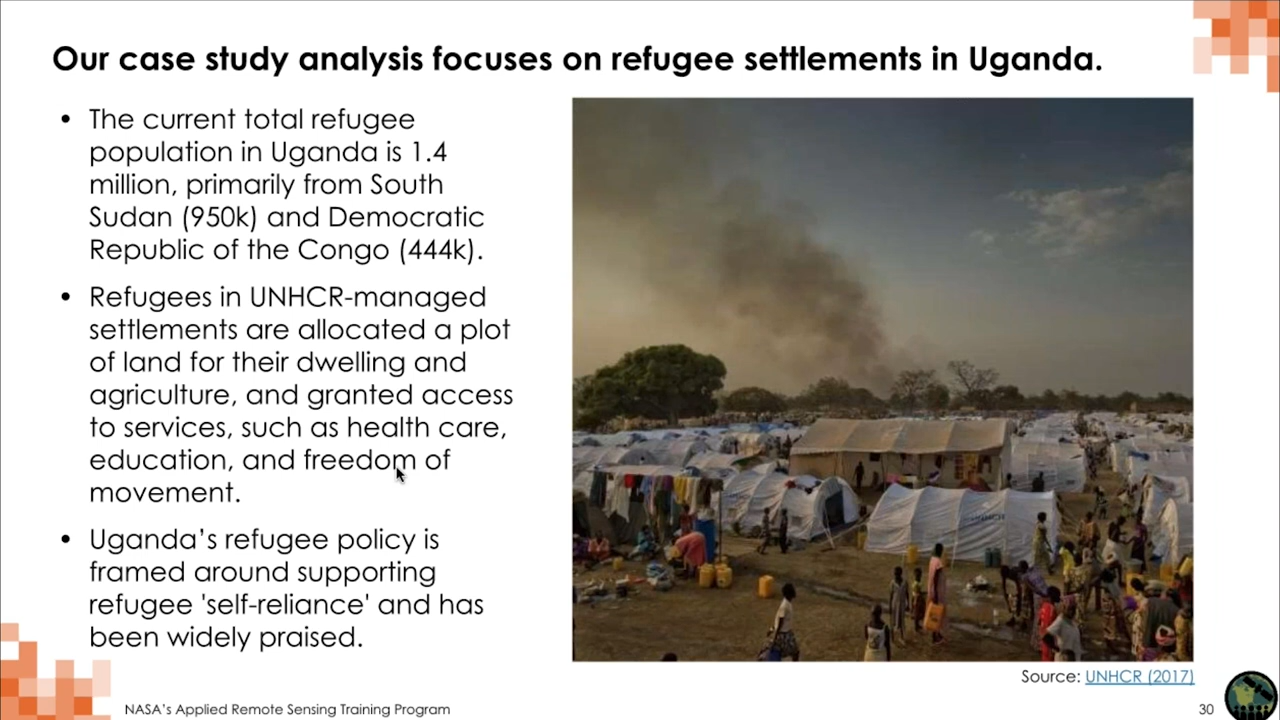 Our case study analysis focuses on refugee settlements in Uganda.
• The current total refugee
population in Uganda is 1.4
million, primarily from South
Sudan (950k) and Democratic
Republic of the Congo (444k).
• Refugees in UNHCR-managed
settlements are allocated a plot
of land for their dwelling and
agriculture, and granted access
to services, such as health care,
education, and freedom of
movement.
• Uganda’s refugee policy is
framed around supporting
refugee 'self-reliance' and has
been widely praised.
UNHCR
Source: UNHCR (2017)
NASA’s Applied Remote Sensing Training Program
30